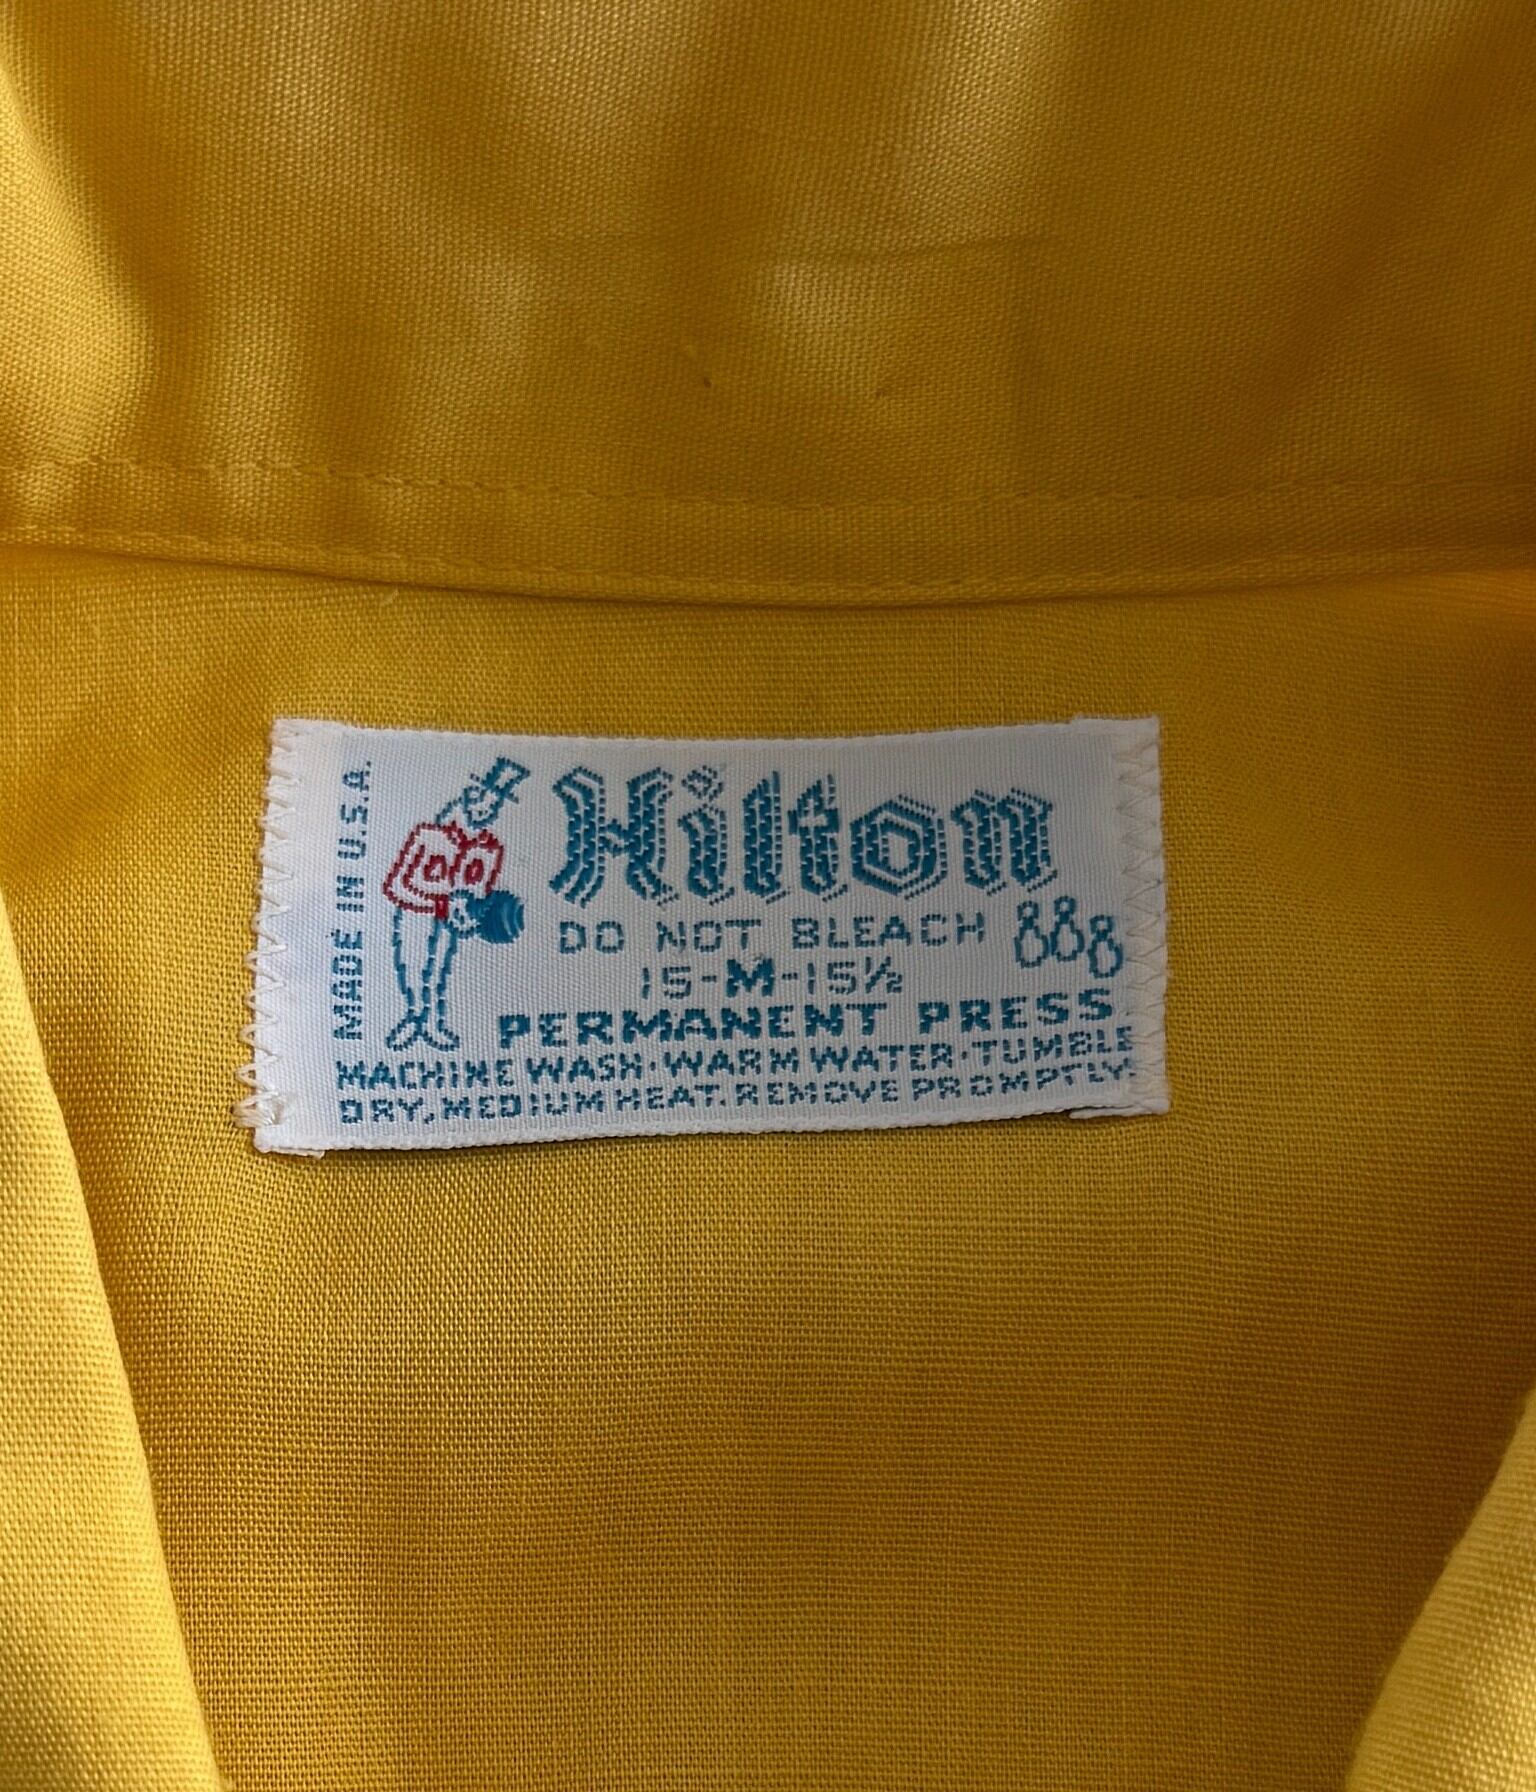 MADE IN U.S.A.
Hilton
DO NOT BLEACH
15-M-15½
PERMANENT PRESS
MACHINE WASH·WARM WATER·TUMBLE
DRY, MEDIUM HEAT. REMOVE PROMPTLY.